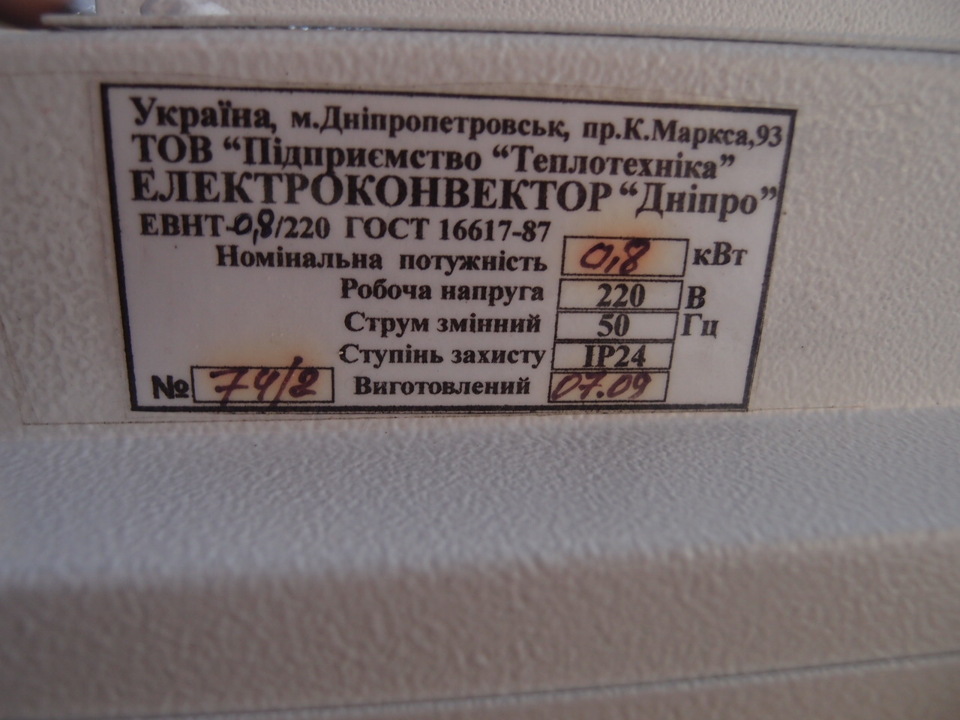 Україна, м.Дніпропетровськ, пр.К.Маркса,93
ТОВ “Підприємство “Теплотехніка”
ЕЛЕКТРОКОНВЕКТОР “Дніпро”
ЕВНТ-0,8/220 ГОСТ 16617-87
Номінальна потужність 0,8 кВт
Робоча напруга 220 В
Струм змінний 50 Гц
Ступінь захисту IP24
№ 74/2 Виготовлений 07.09